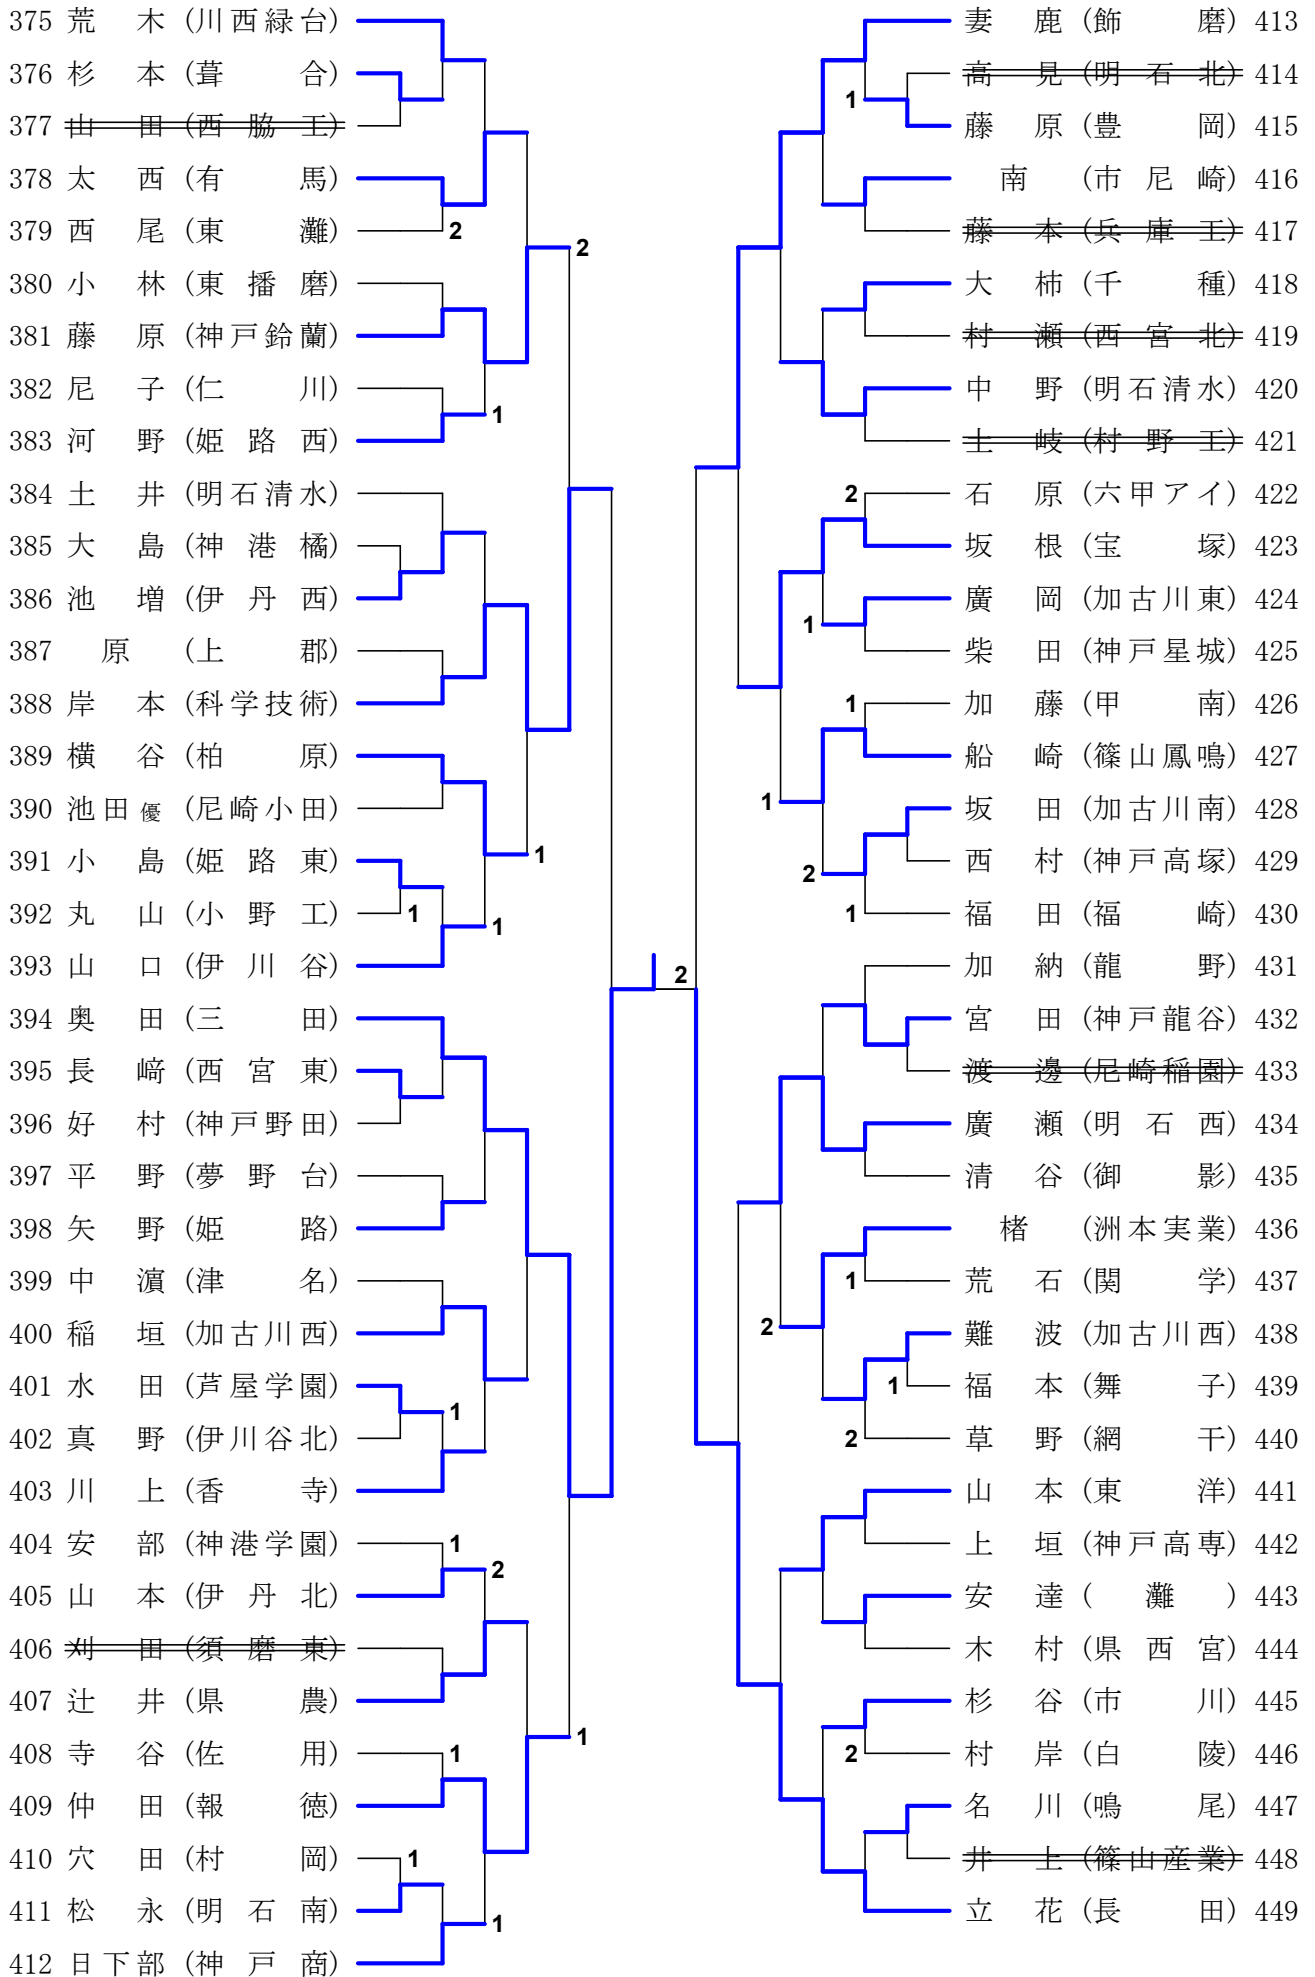 375 荒木 (川西緑台)
376 杉本 (葺合)
377 山田 (西脇工)
378 太西 (有馬)
379 西尾 (東灘)
2
2
380 小林 (東播磨)
381 藤原 (神戸鈴蘭)
382 尼子 (仁川)
1
383 河野 (姫路西)
384 土井 (明石清水)
385 大島 (神港橘)
386 池増 (伊丹西)
387 原 (上郡)
388 岸本 (科学技術)
389 横谷 (柏原)
390 池田優 (尼崎小田)
1
391 小島 (姫路東)
392 丸山 (小野工)
1
1
393 山口 (伊川谷)
394 奥田 (三田)
395 長﨑 (西宮東)
396 好村 (神戸野田)
397 平野 (夢野台)
398 矢野 (姫路)
399 中濵 (津名)
400 稲垣 (加古川西)
401 水田 (芦屋学園)
1
402 真野 (伊川谷北)
403 川上 (香寺)
404 安部 (神港学園)
1
2
405 山本 (伊丹北)
406 刈田 (須磨東)
407 辻井 (県農)
1
408 寺谷 (佐用)
1
409 仲田 (報徳)
410 穴田 (村岡)
1
411 松永 (明石南)
1
412 日下部 (神戸商)
2
妻鹿 (飾磨) 413
高見 (明石北) 414
1
藤原 (豊岡) 415
南 (市尼崎) 416
藤本 (兵庫工) 417
大柿 (千種) 418
村瀬 (西宮北) 419
中野 (明石清水) 420
土岐 (村野工) 421
2
石原 (六甲アイ) 422
坂根 (宝塚) 423
廣岡 (加古川東) 424
1
柴田 (神戸星城) 425
1
加藤 (甲南) 426
船崎 (篠山鳳鳴) 427
1
坂田 (加古川南) 428
西村 (神戸高塚) 429
2
1
福田 (福崎) 430
加納 (龍野) 431
宮田 (神戸龍谷) 432
渡邊 (尼崎稲園) 433
廣瀬 (明石西) 434
清谷 (御影) 435
楮 (洲本実業) 436
1
荒石 (関学) 437
2
難波 (加古川西) 438
1
福本 (舞子) 439
2
草野 (網干) 440
山本 (東洋) 441
上垣 (神戸高専) 442
安達 (灘) 443
木村 (県西宮) 444
杉谷 (市川) 445
2
村岸 (白陵) 446
名川 (鳴尾) 447
井上 (篠山産業) 448
立花 (長田) 449